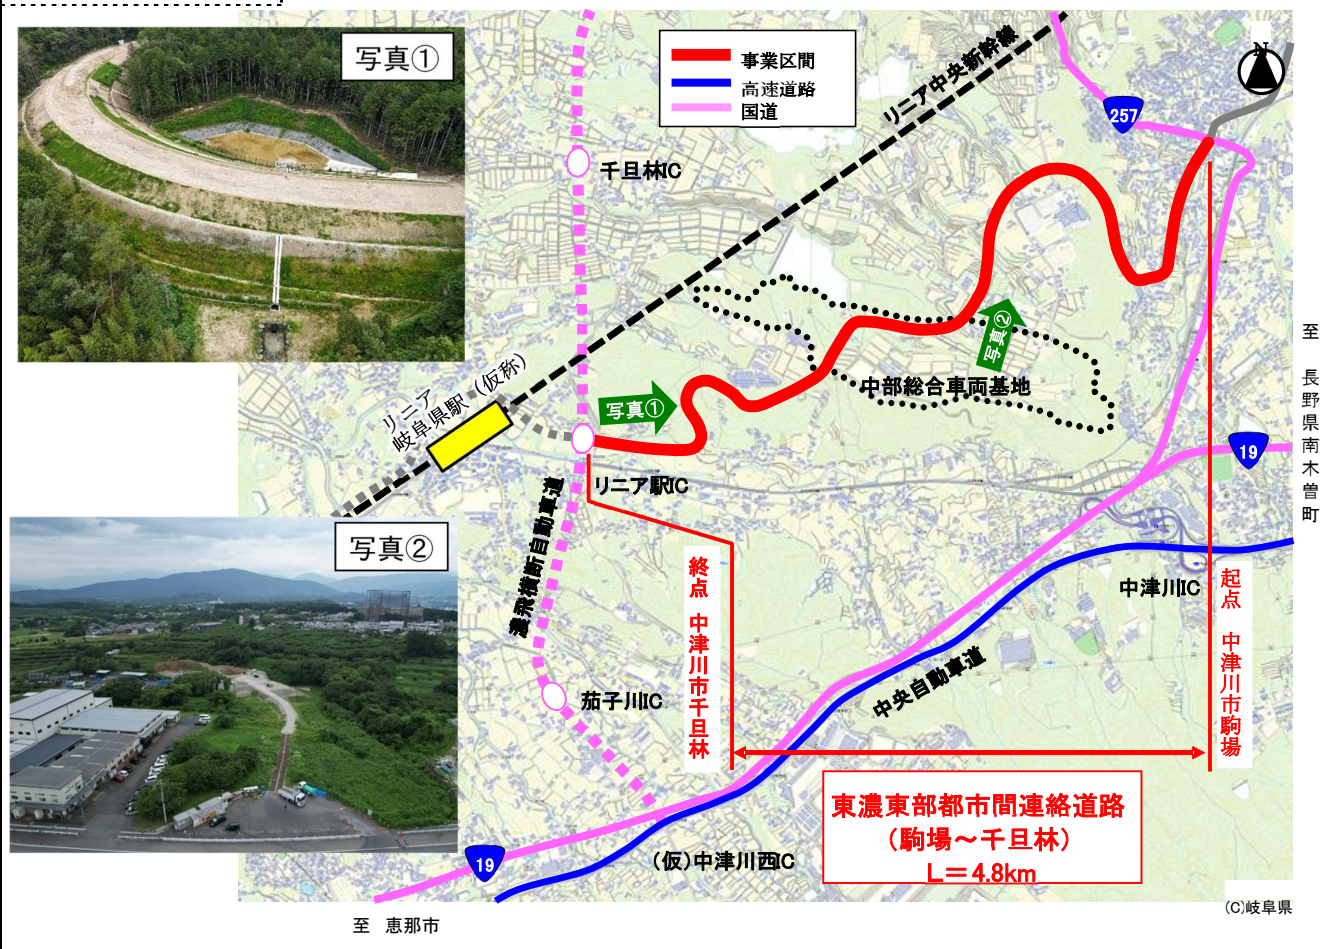 写真①
事業区間
高速道路
国道
N
リニア中央新幹線
257
千旦林IC
写真②
中部総合車両基地
リニア
岐阜県駅（仮称）
写真①
至　長野県南木曽町
19
リニア駅IC
濃飛横断自動車道
写真②
終点　中津川市千旦林
中津川IC
起点　中津川市駒場
中央自動車道
茄子川IC
東濃東部都市間連絡道路
（駒場～千旦林）
L＝4.8km
19
（仮）中津川西IC
(C)岐阜県
至　恵那市